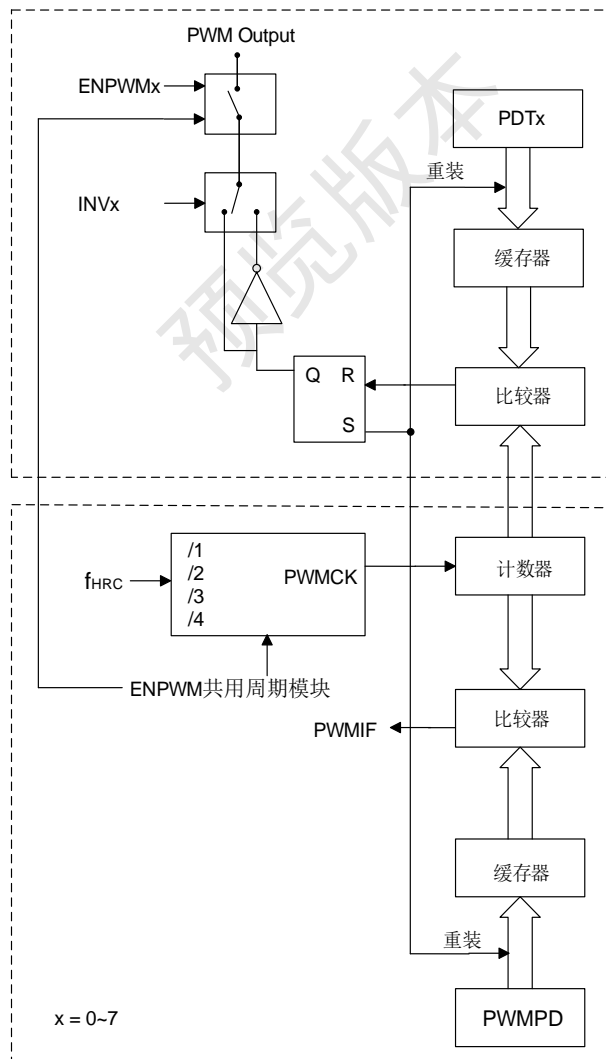 PWM Output
ENPWMx
PDTx
重装
INVx
缓存器
Q R
S
比较器
fHRC
/1
/2
/3
/4
PWMCK
计数器
ENPWM共用周期模块
PWMIF
比较器
缓存器
重装
PWMPD
x = 0~7
预览版本